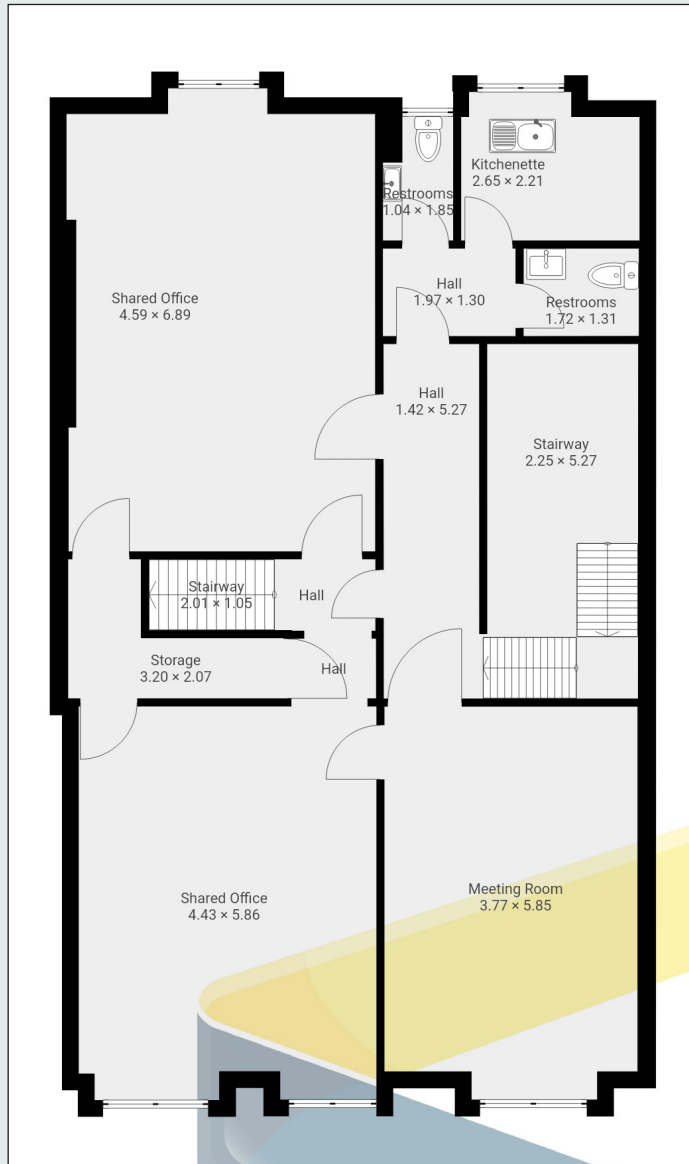 Kitchenette
2.65 × 2.21
Restrooms
1.04 × 1.85
Hall
1.97 × 1.30
Restrooms
1.72 × 1.31
Shared Office
4.59 × 6.89
Hall
1.42 × 5.27
Stairway
2.25 × 5.27
Stairway
2.01 × 1.05
Hall
Storage
3.20 × 2.07
Hall
Shared Office
4.43 × 5.86
Meeting Room
3.77 × 5.85